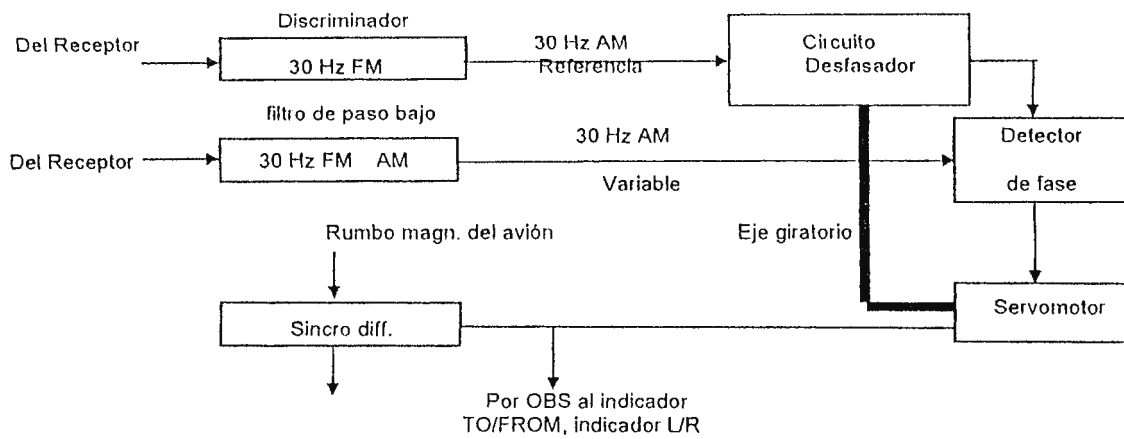 Discriminador
Del Receptor
30 Hz FM
30 Hz AM
Referencia
Circuito
Desfasador
filtro de paso bajo
Del Receptor
30 Hz FM AM
30 Hz AM
Variable
Detector
de fase
Rumbo magn. del avión
Eje giratorio
Sincro diff.
Servomotor
Por OBS al indicador
TO/FROM, indicador L/R